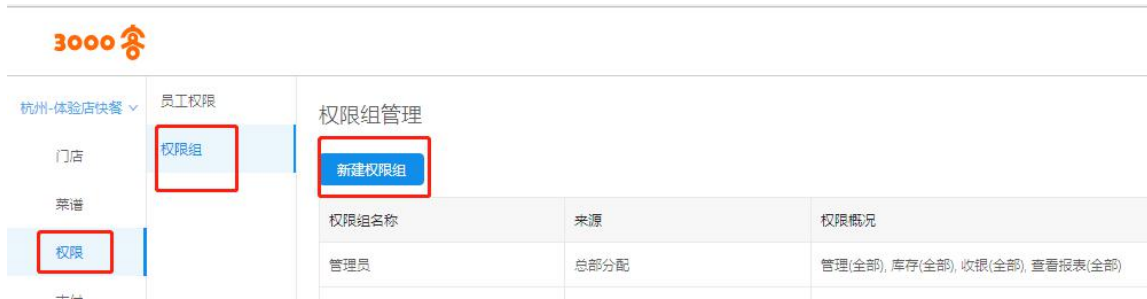 3000客
杭州-体验店快餐
门店
菜谱
权限
支付
员工权限
权限组
权限组管理
新建权限组
权限组名称 来源 权限概况
管理员 总部分配 管理(全部), 库存(全部), 收银(全部), 查看报表(全部)